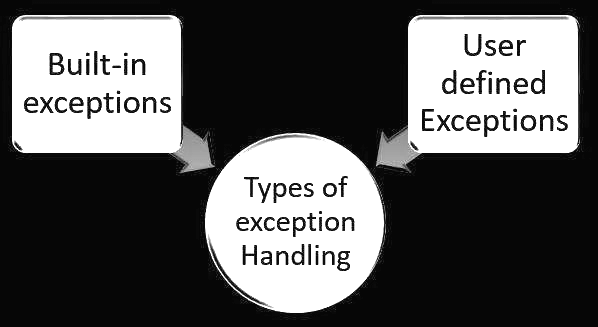 Built-in
exceptions
User
defined
Exceptions
Types of
exception
Handling